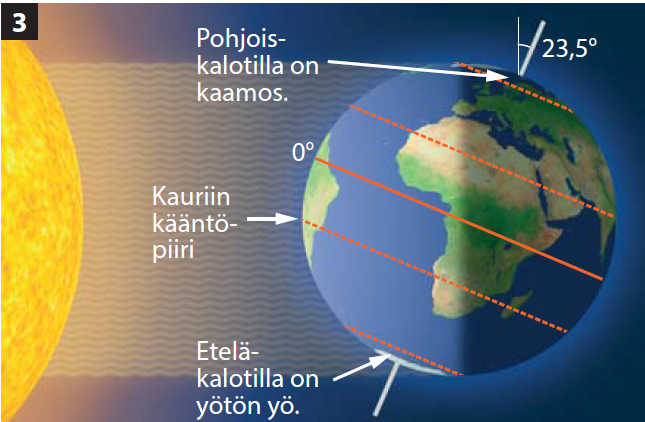 3
Pohjois-
kalotilla on
kaamos.
23,5°
0°
Kauriin
kääntö-
piiri
Etelä-
kalotilla on
yötön yö.